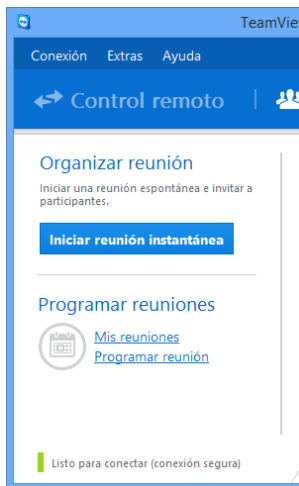 TeamView
Conexión Extras Ayuda
Control remoto
Organizar reunión
Iniciar una reunión espontánea e invitar a
participantes.
Iniciar reunión instantánea
Programar reuniones
Mis reuniones
Programar reunión
Listo para conectar (conexión segura)